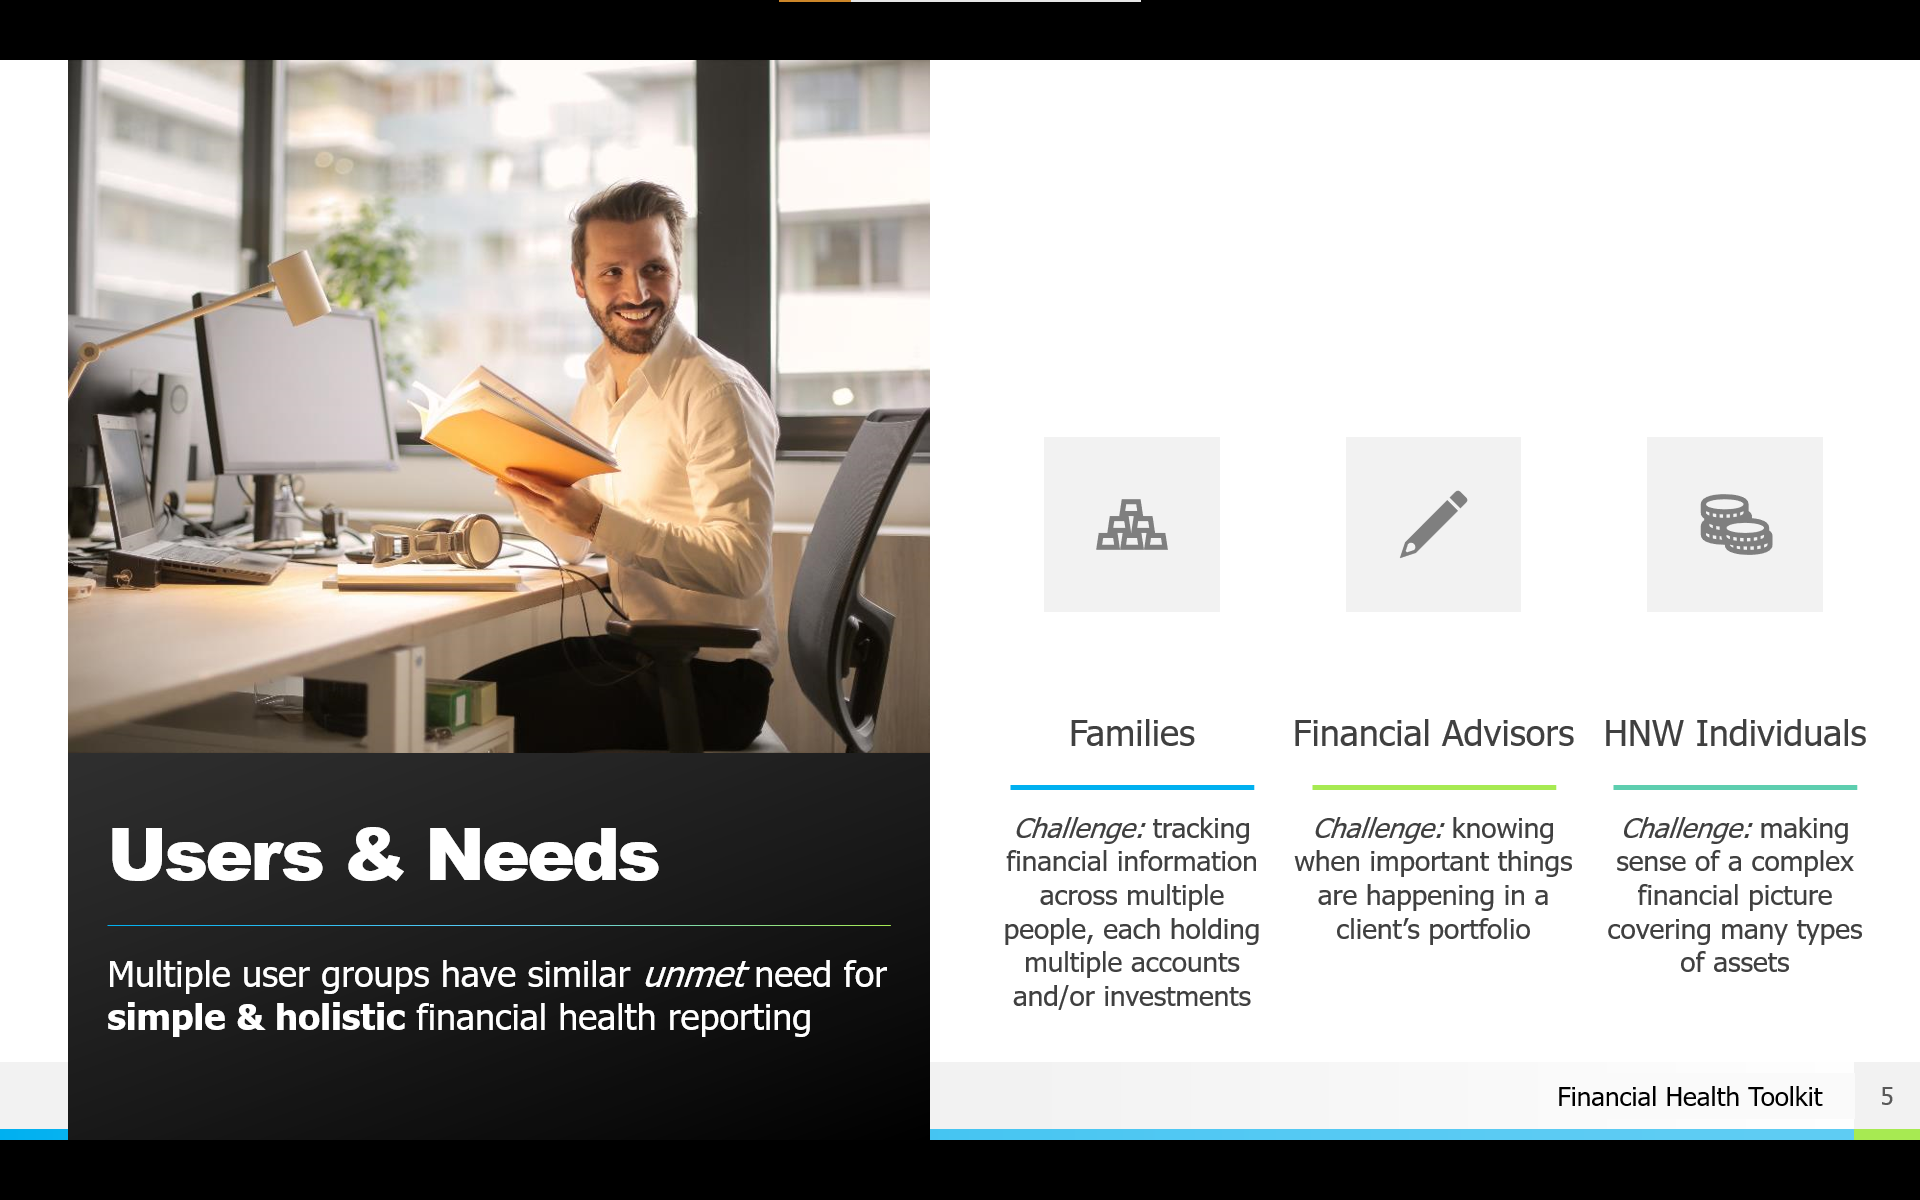 Users & Needs
Multiple user groups have similar unmet need for
simple & holistic financial health reporting
Families
Challenge: tracking
financial information
across multiple
people, each holding
multiple accounts
and/or investments
Financial Advisors
Challenge: knowing
when important things
are happening in a
client’s portfolio
HNW Individuals
Challenge: making
sense of a complex
financial picture
covering many types
of assets
Financial Health Toolkit
5